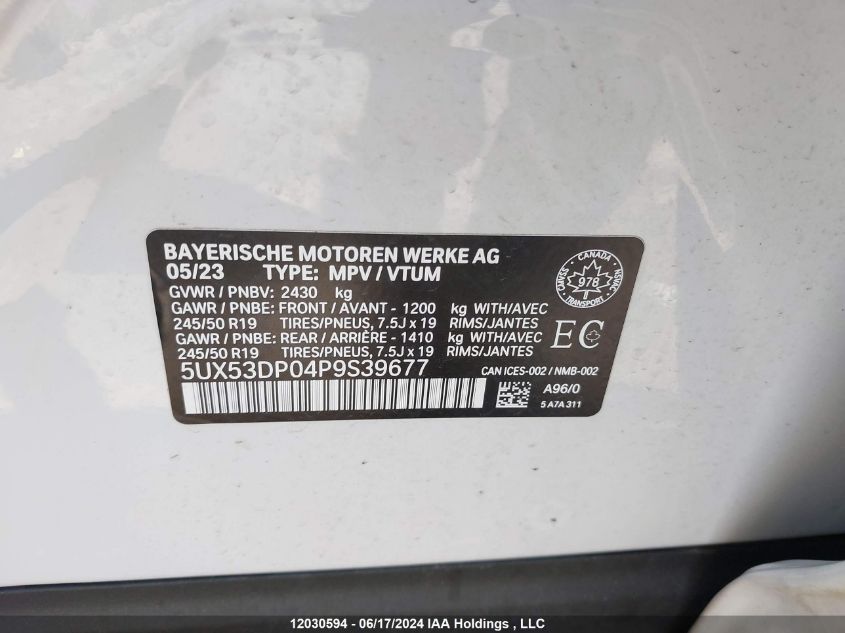 BAYERISCHE MOTOREN WERKE AG
05/23 TYPE: MPV / VTUM
GVWR / PNBV: 2430 kg
GAWR / PNBE: FRONT / AVANT - 1200 kg WITH/AVEC
245/50 R19 TIRES/PNEUS, 7.5J x 19 RIMS/JANTES
GAWR / PNBE: REAR / ARRIÈRE - 1410 kg WITH/AVEC
245/50 R19 TIRES/PNEUS, 7.5J x 19 RIMS/JANTES
5UX53DP04P9S39677
CANADA
978
TRANSPORT
EC
CAN ICES-002 / NMB-002
A96/0
5 A7A 311
12030594 - 06/17/2024 IAA Holdings , LLC